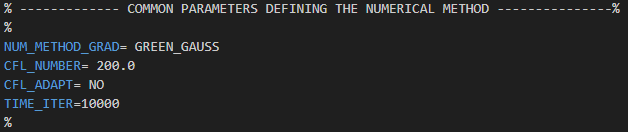 % ------------- COMMON PARAMETERS DEFINING THE NUMERICAL METHOD ---------------%
%
NUM_METHOD_GRAD= GREEN_GAUSS
CFL_NUMBER= 200.0
CFL_ADAPT= NO
TIME_ITER=10000
%